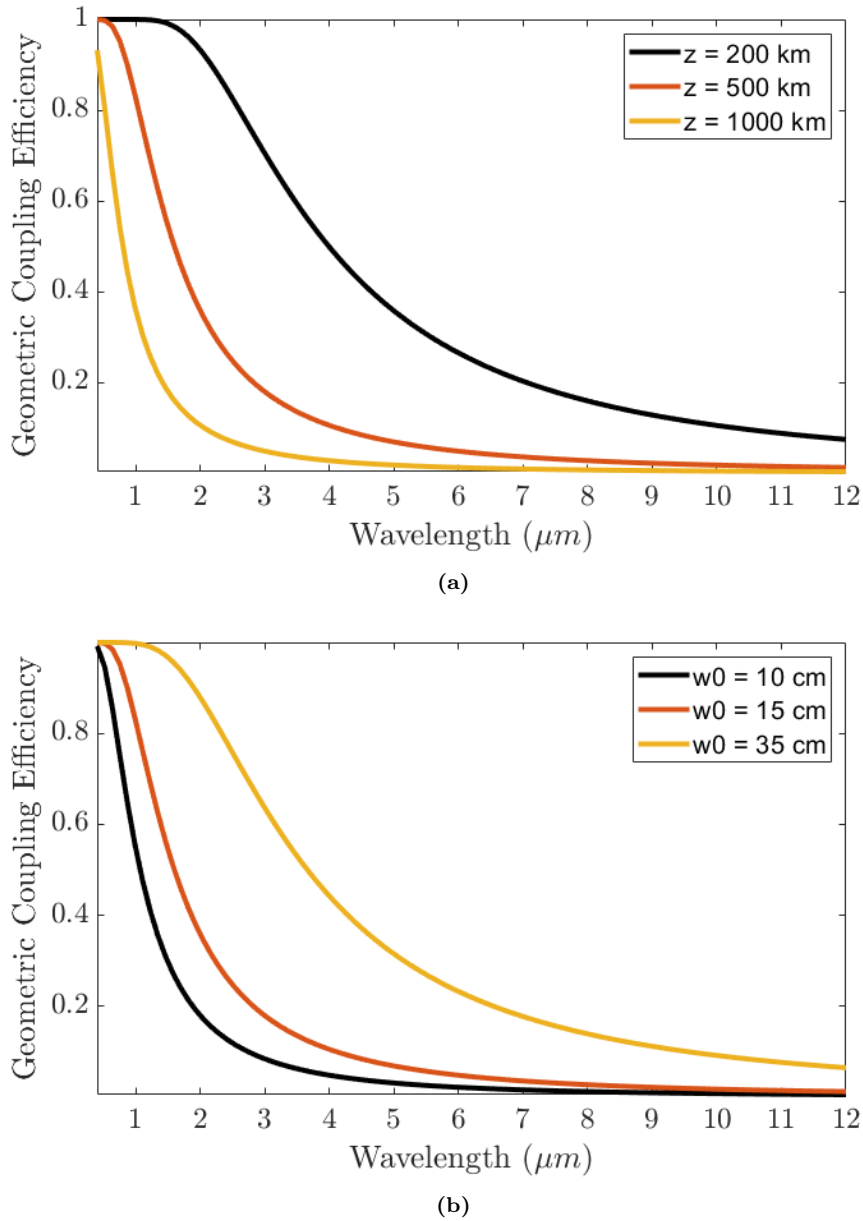 1
0.8
0.6
0.4
0.2
Geometric Coupling Efficiency
z = 200 km
z = 500 km
z = 1000 km
1 2 3 4 5 6 7 8 9 10 11 12
Wavelength (μm)
(a)
0.8
0.6
0.4
0.2
Geometric Coupling Efficiency
w0 = 10 cm
w0 = 15 cm
w0 = 35 cm
1 2 3 4 5 6 7 8 9 10 11 12
Wavelength (μm)
(b)